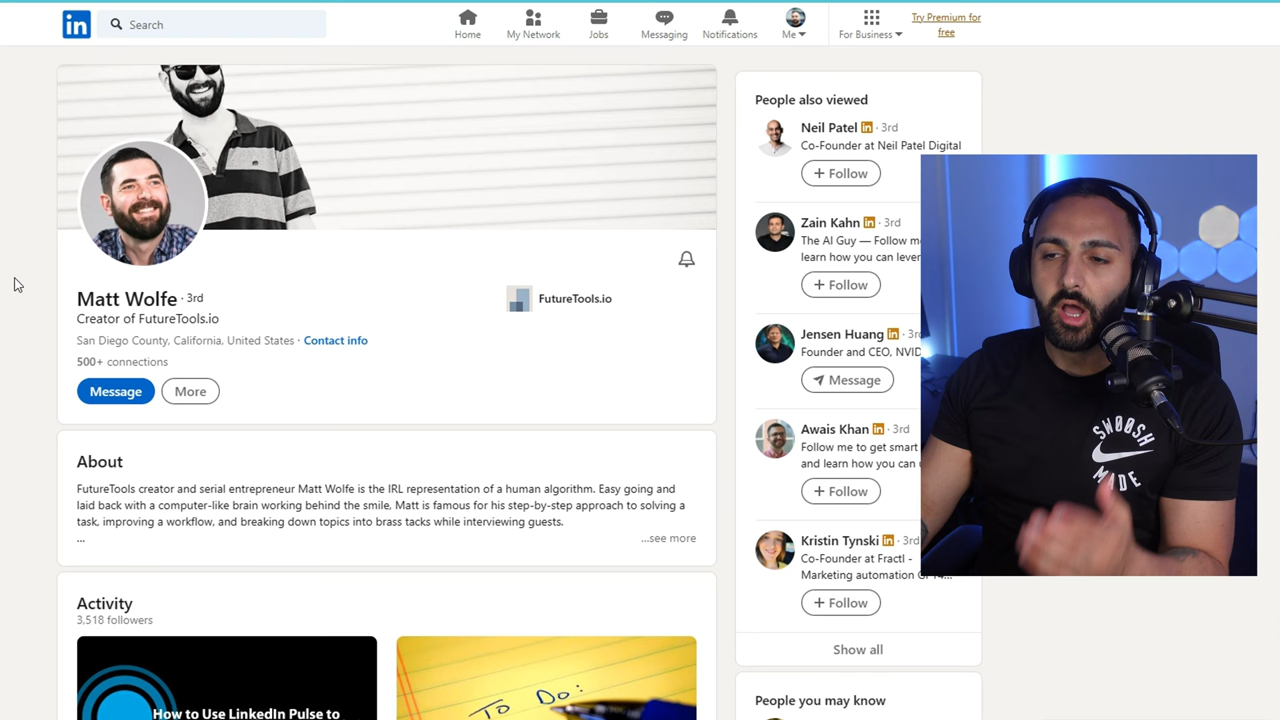 in
Search
Home
My Network
Jobs
Messaging
Notifications
Me
For Business
Try Premium for
free
Matt Wolfe · 3rd
Creator of FutureTools.io
San Diego County, California, United States · Contact info
500+ connections
Message
More
FutureTools.io
About
FutureTools creator and serial entrepreneur Matt Wolfe is the IRL representation of a human algorithm. Easy going and
laid back with a computer-like brain working behind the smile, Matt is famous for his step-by-step approach to solving a
task, improving a workflow, and breaking down topics into brass tacks while interviewing guests.
...
...see more
Activity
3,518 followers
How to Use LinkedIn Pulse to
To Do:
People also viewed
Neil Patel in · 3rd
Co-Founder at Neil Patel Digital
+ Follow
Zain Kahn in · 3rd
The AI Guy — Follow
learn how you can
+ Follow
Jensen Huang in
Founder and CEO,
Message
Awais Khan in · 3rd
Follow me to get smart
and learn how you can
+ Follow
Kristin Tynski in · 3rd
Co-Founder at Fractl -
Marketing automation
+ Follow
Show all
People you may know
SWOOSH
MADE